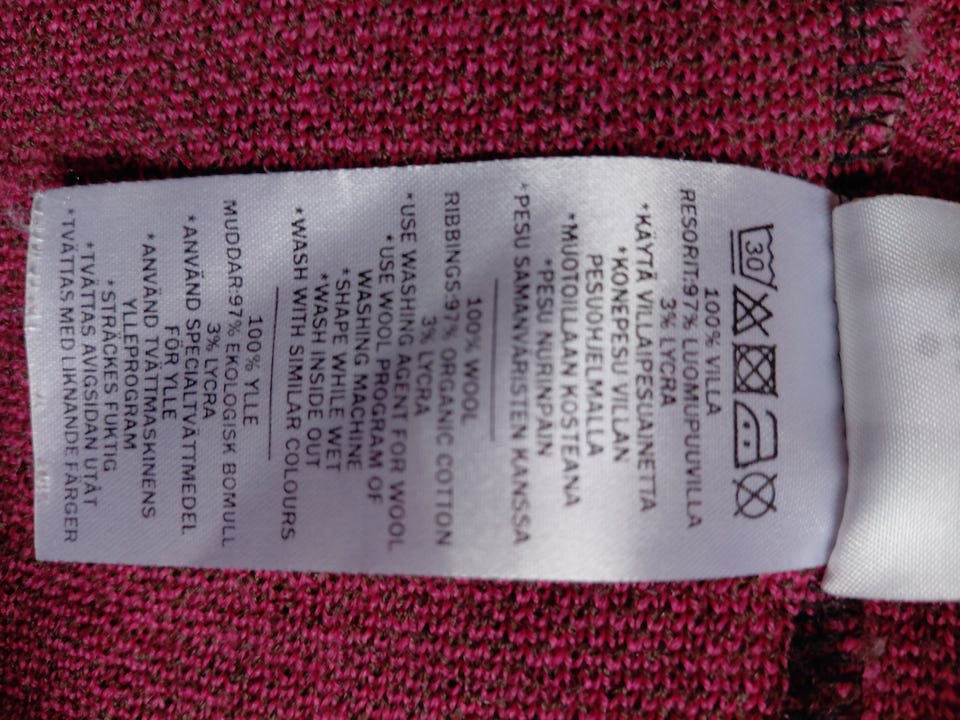 30
100% VILLA
RESORIT:97% LUOMUPUUVILLA
3% LYCRA
*KÄYTÄ VILLAPESUAINETTA
*KONEPESU VILLAN
PESUOHJELMALLA
*MUOTOILLAAN KOSTEANA
*PESU NURINPÄIN
*PESU SAMANVÄRISTEN KANSSA
100% WOOL
RIBBINGS:97% ORGANIC COTTON
3% LYCRA
*USE WASHING AGENT FOR WOOL
*USE WOOL PROGRAM OF
WASHING MACHINE
*SHAPE WHILE WET
*WASH INSIDE OUT
*WASH WITH SIMILAR COLOURS
100% YLLE
MUDDAR:97% EKOLOGISK BOMULL
3% LYCRA
*ANVÄND SPECIALTVÄTTMEDEL
FÖR YLLE
*ANVÄND TVÄTTMASKINENS
YLLEPROGRAM
*STRÄCKES FUKTIG
*TVÄTTAS AVIGSIDAN UTÅT
*TVÄTTAS MED LIKNANDE FÄRGER